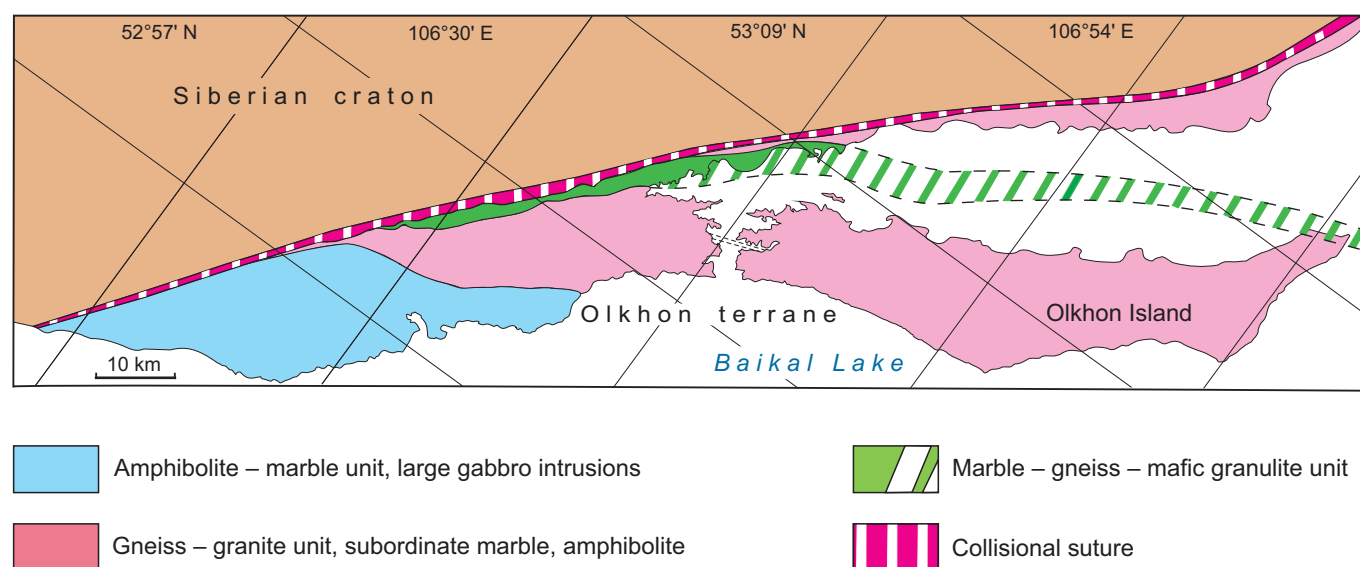 52°57' N
106°30' E
53°09' N
106°54' E
Siberian craton
Olkhon terrane
Olkhon Island
Baikal Lake
10 km
Amphibolite – marble unit, large gabbro intrusions
Marble – gneiss – mafic granulite unit
Gneiss – granite unit, subordinate marble, amphibolite
Collisional suture